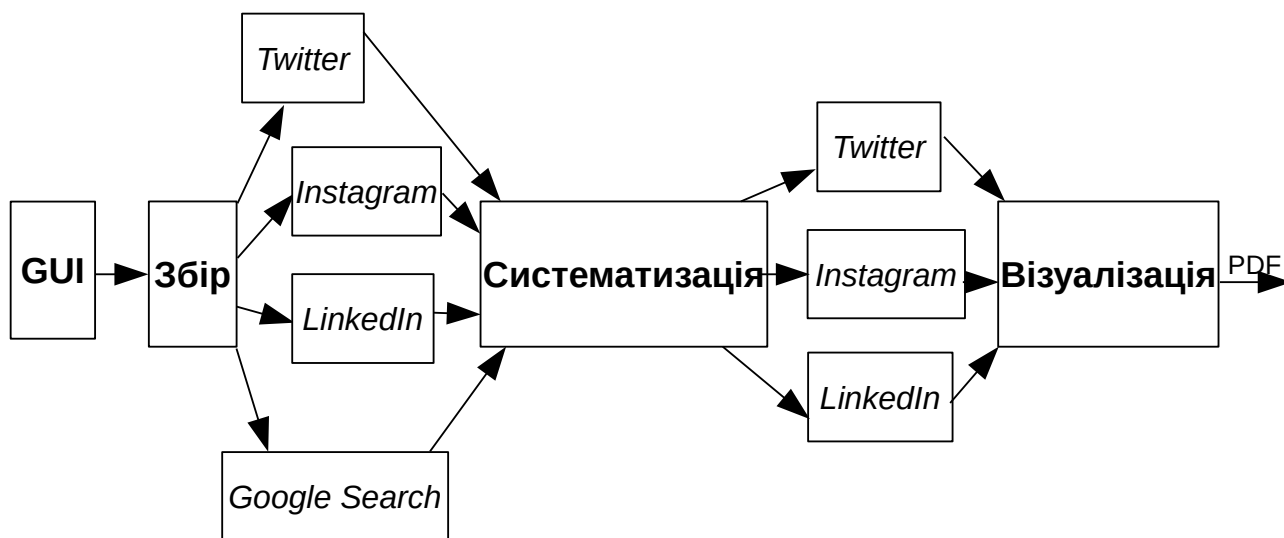 GUI
Збір
Twitter
Instagram
LinkedIn
Google Search
Систематизація
Twitter
Instagram
LinkedIn
Візуалізація
PDF